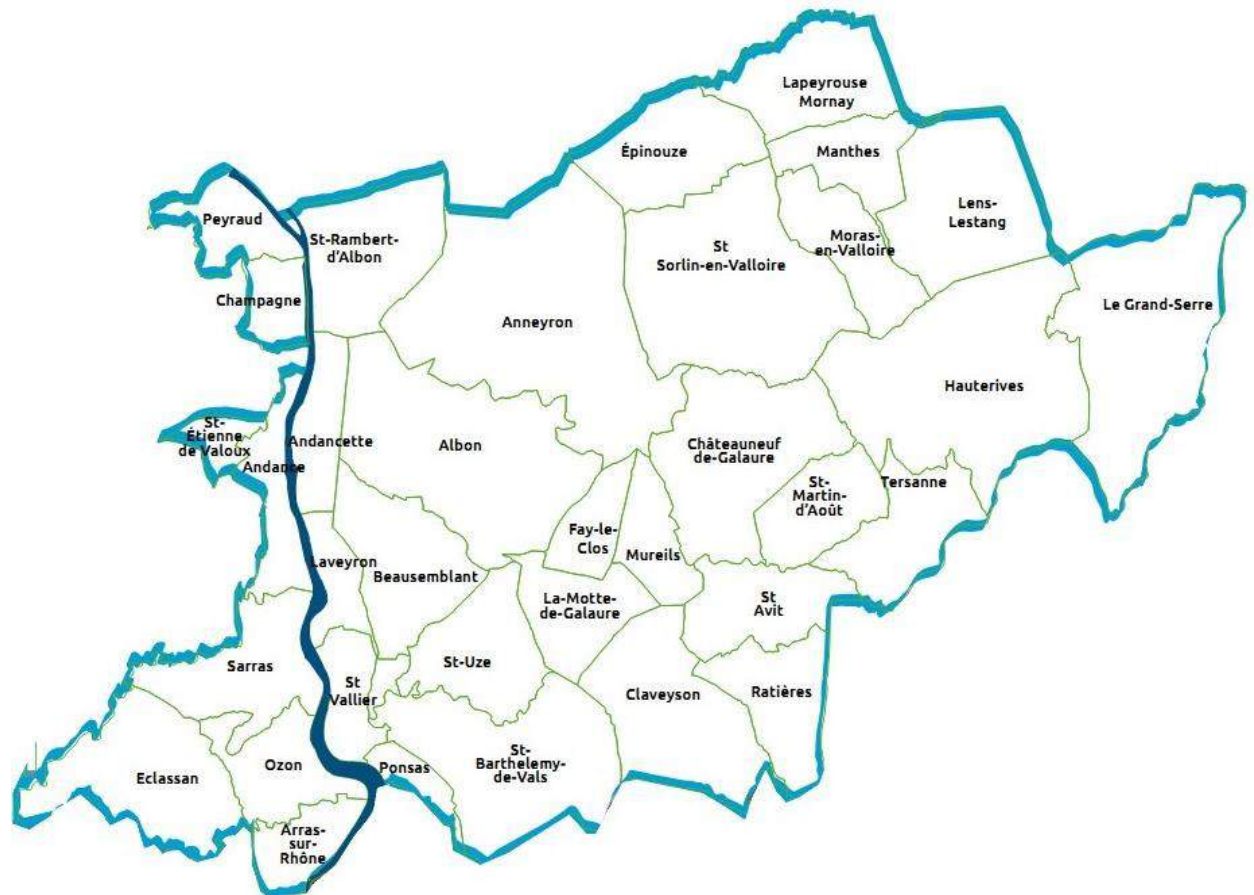 Lapeyrouse
Mornay
Épinouze
Manthes
Peyraud
Lens-
Lestang
St-Rambert-
d'Albon
St
Sorlin-en-Valloire
Moras-
en-Valloire
Champagne
Le Grand-Serre
Anneyron
Hauterives
St-
Étienne
de Valoux
Andancette
Albon
Châteauneuf
de-Galaure
Andance
St-
Martin-
d'Août
Tersanne
Fay-le-
Clos
Mureils
Laveyron
Beausemblant
La-Motte-
de-Galaure
St
Avit
Sarras
St-Uze
St
Vallier
Claveyson
Ratières
Eclassan
Ozon
Ponsas
St-
Barthelemy-
de-Vals
Arras-
sur-
Rhône